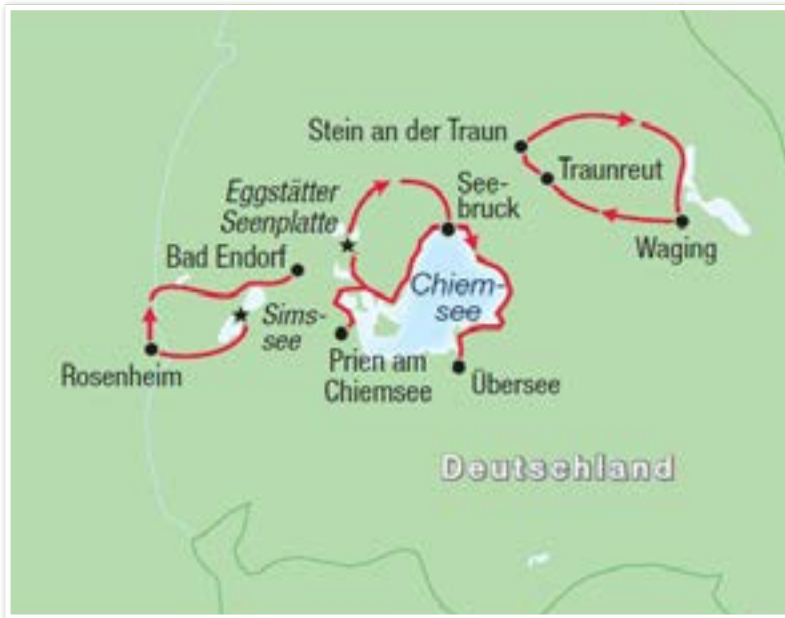 Stein an der Traun
Traunreut
Waging
Eggstätter
Seenplatte
See-
bruck
Bad Endorf
Chiem-
see
Sims-
see
Rosenheim
Prien am
Chiemsee
Übersee
Deutschland